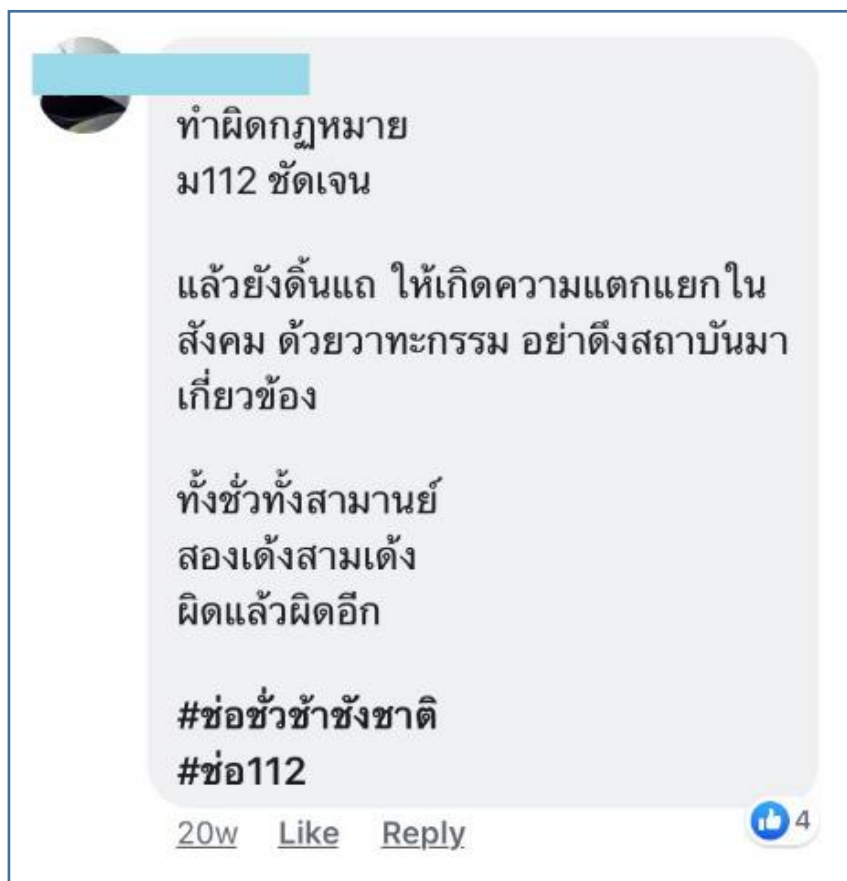 ทำผิดกฏหมาย
ม112 ชัดเจน
แล้วยังดิ้นแถ ให้เกิดความแตกแยกใน
สังคม ด้วยวาทะกรรม อย่าดึงสถาบันมา
เกี่ยวข้อง
ทั้งชั่วทั้งสามานย์
สองเด้งสามเด้ง
ผิดแล้วผิดอีก
#ช่อชั่วช้าชังชาติ
#ช่อ112
20w Like Reply 4